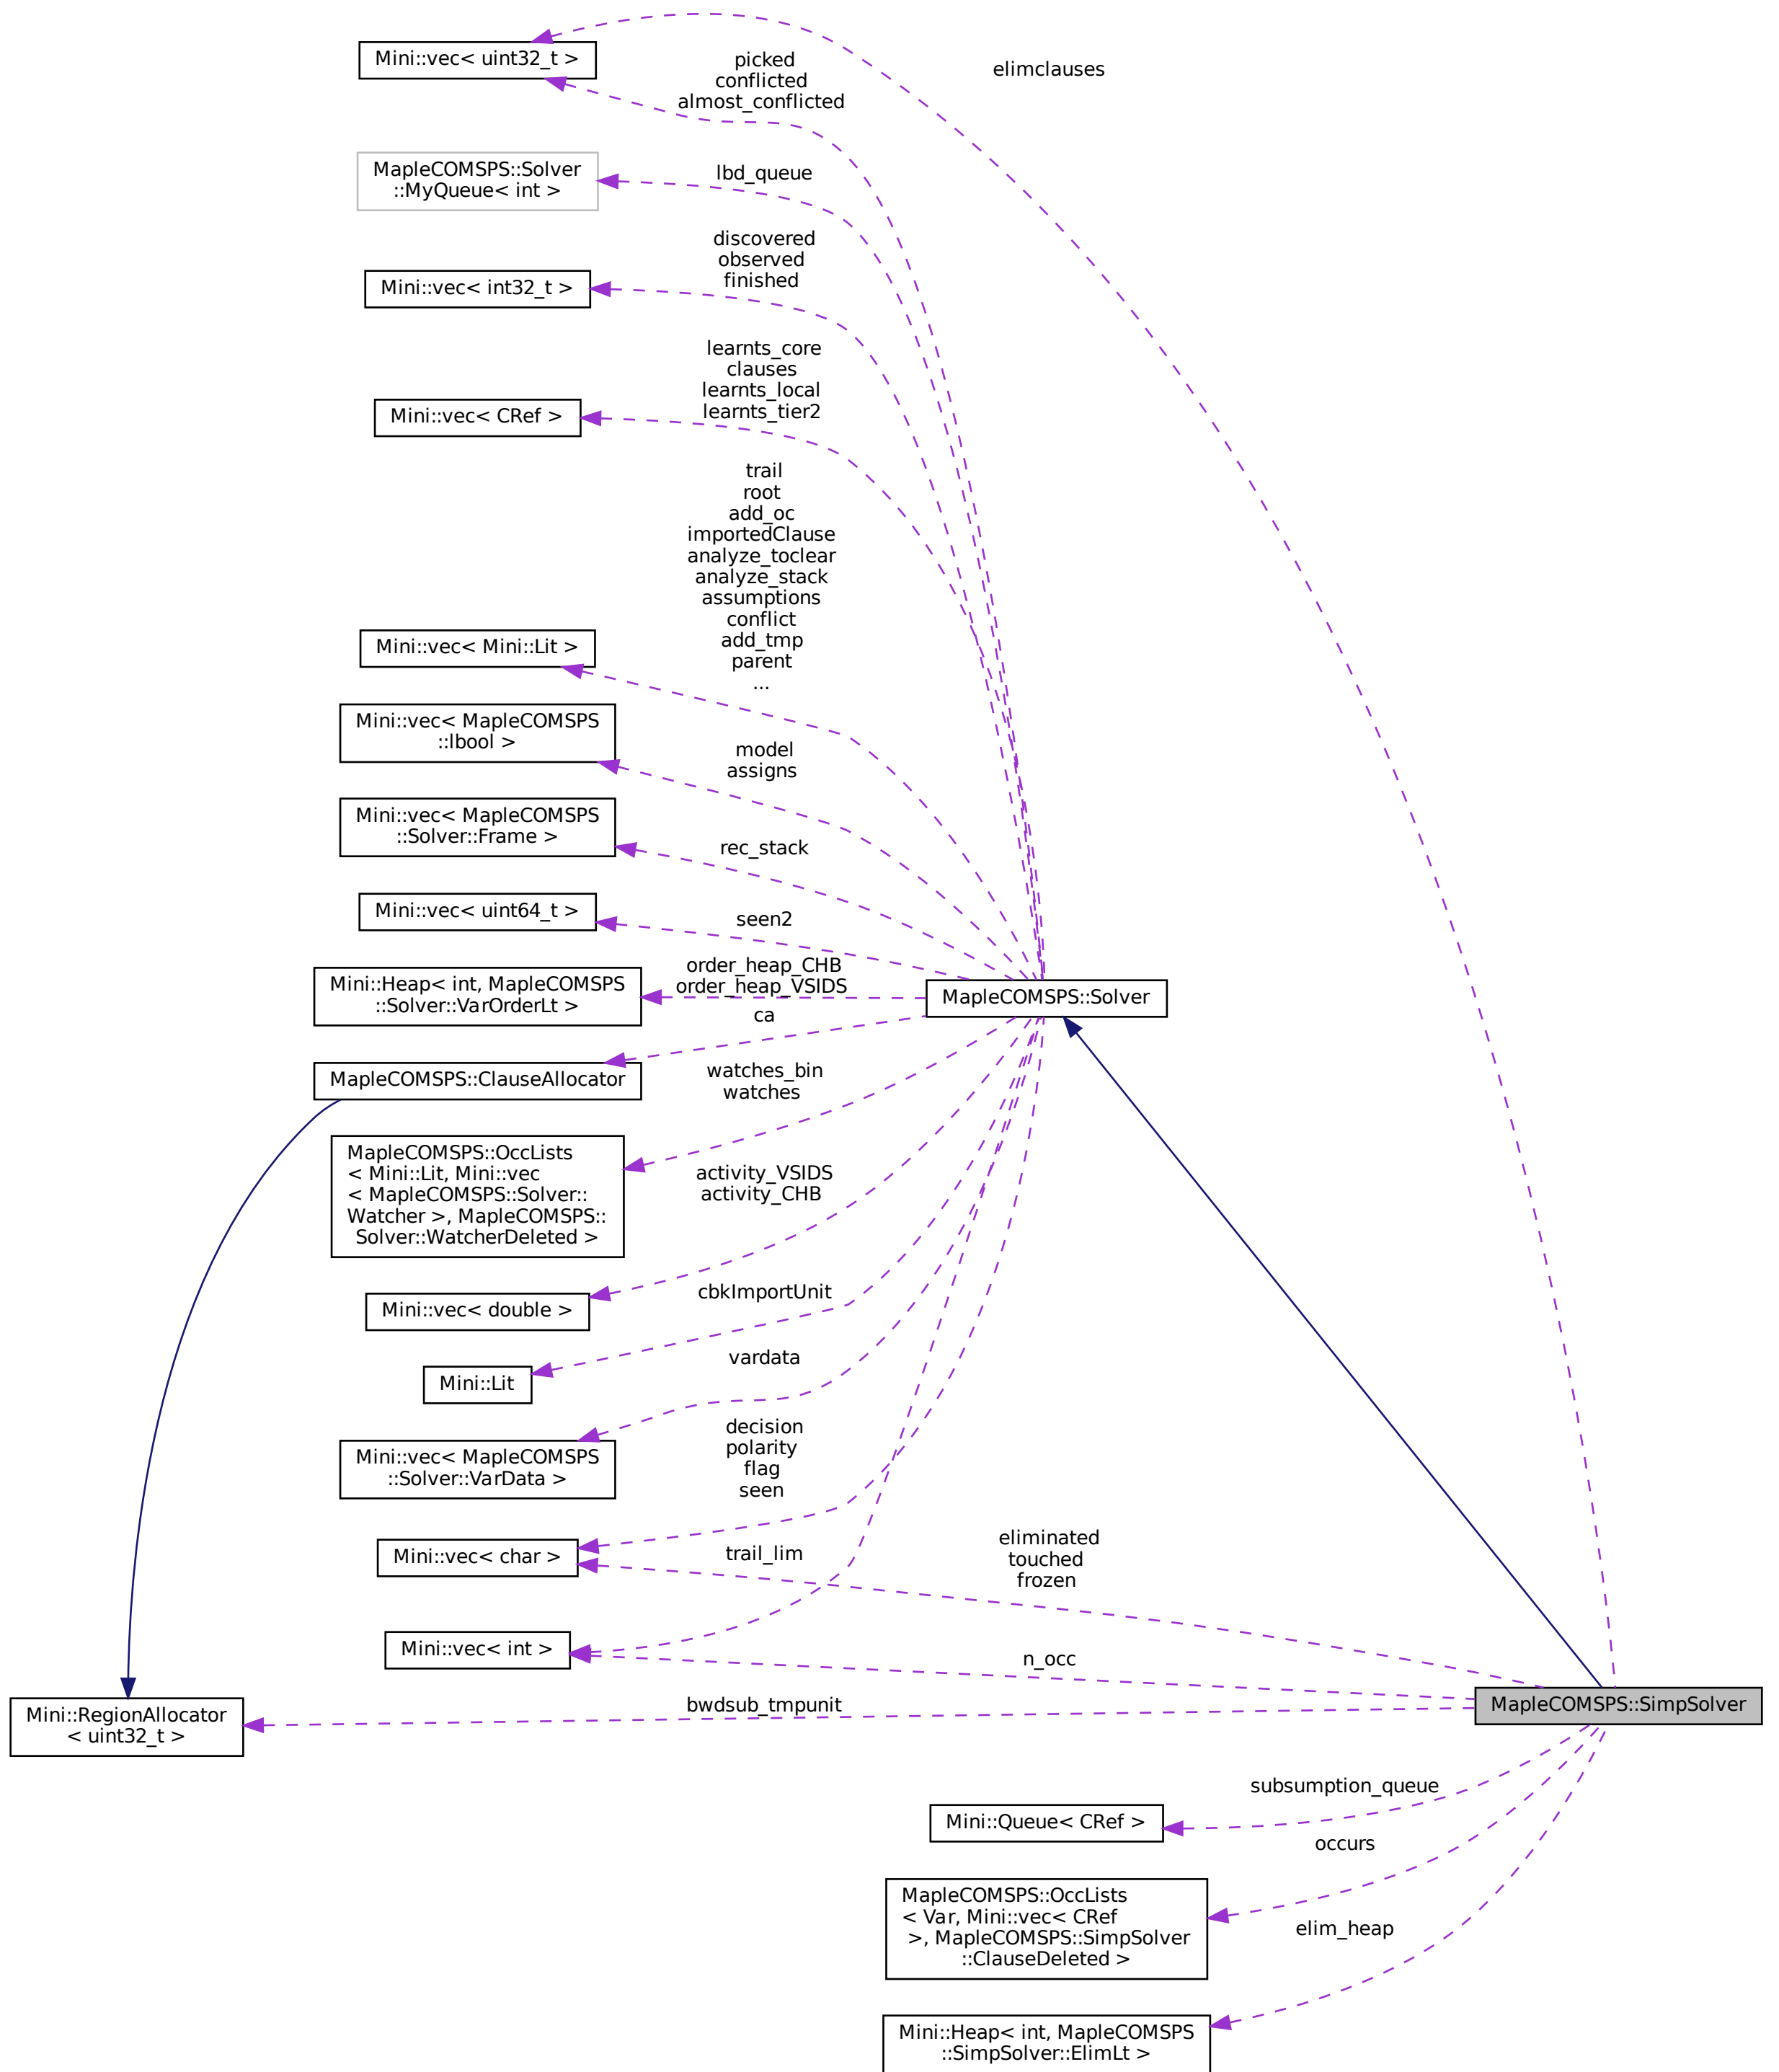 Mini::vec< uint32_t >
elimclauses
picked
conflicted
almost_conflicted
MapleCOMSPS::Solver
::MyQueue< int >
lbd_queue
discovered
observed
finished
Mini::vec< int32_t >
learnts_core
clauses
learnts_local
learnts_tier2
Mini::vec< CRef >
trail
root
add_oc
importedClause
analyze_toclear
analyze_stack
assumptions
conflict
add_tmp
parent
...
Mini::vec< Mini::Lit >
Mini::vec< MapleCOMSPS
::lbool >
model
assigns
Mini::vec< MapleCOMSPS
::Solver::Frame >
rec_stack
Mini::vec< uint64_t >
seen2
order_heap_CHB
order_heap_VSIDS
Mini::Heap< int, MapleCOMSPS
::Solver::VarOrderLt >
MapleCOMSPS::Solver
ca
MapleCOMSPS::ClauseAllocator
watches_bin
watches
MapleCOMSPS::OccLists
< Mini::Lit, Mini::vec
< MapleCOMSPS::Solver::
Watcher >, MapleCOMSPS::
Solver::WatcherDeleted >
activity_VSIDS
activity_CHB
Mini::vec< double >
cbkImportUnit
Mini::Lit
vardata
Mini::vec< MapleCOMSPS
::Solver::VarData >
decision
polarity
flag
seen
Mini::vec< char >
eliminated
touched
frozen
trail_lim
Mini::vec< int >
n_occ
Mini::RegionAllocator
< uint32_t >
bwdsub_tmpunit
MapleCOMSPS::SimpSolver
subsumption_queue
Mini::Queue< CRef >
occurs
MapleCOMSPS::OccLists
< Var, Mini::vec< CRef
>, MapleCOMSPS::SimpSolver
::ClauseDeleted >
elim_heap
Mini::Heap< int, MapleCOMSPS
::SimpSolver::ElimLt >